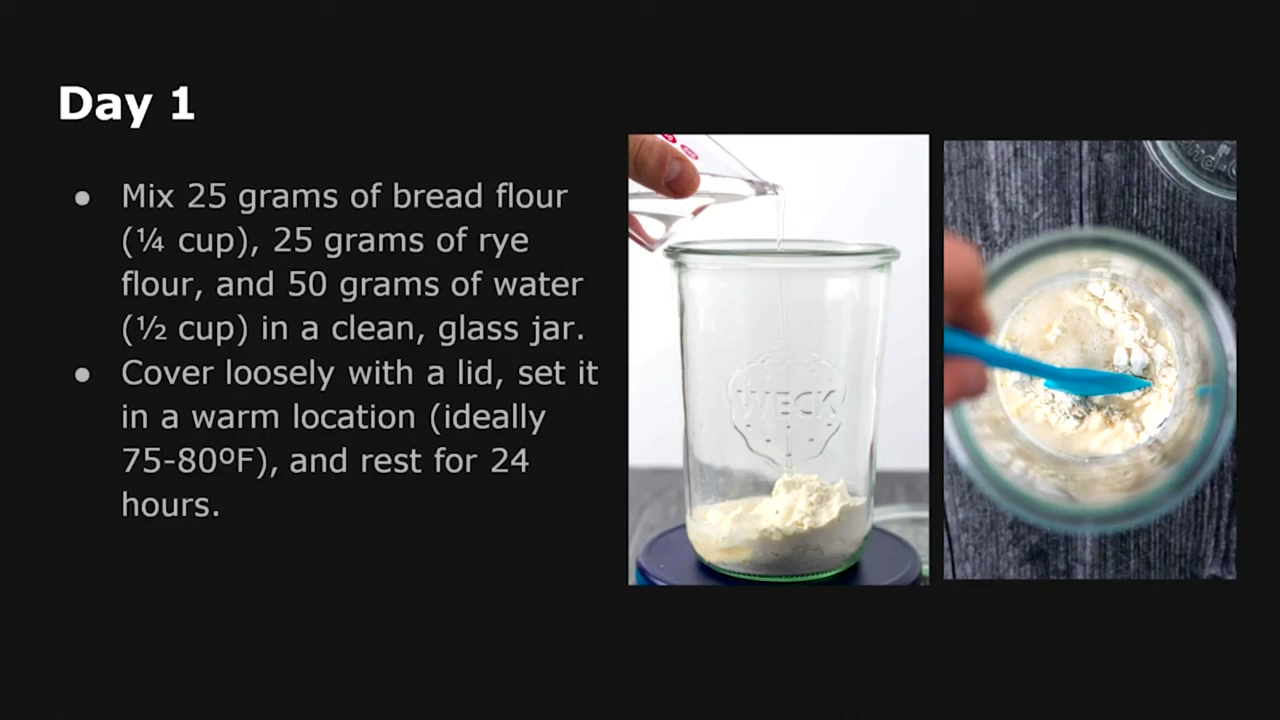 Day 1
● Mix 25 grams of bread flour
(¼ cup), 25 grams of rye
flour, and 50 grams of water
(½ cup) in a clean, glass jar.
● Cover loosely with a lid, set it
in a warm location (ideally
75-80ºF), and rest for 24
hours.
WECK